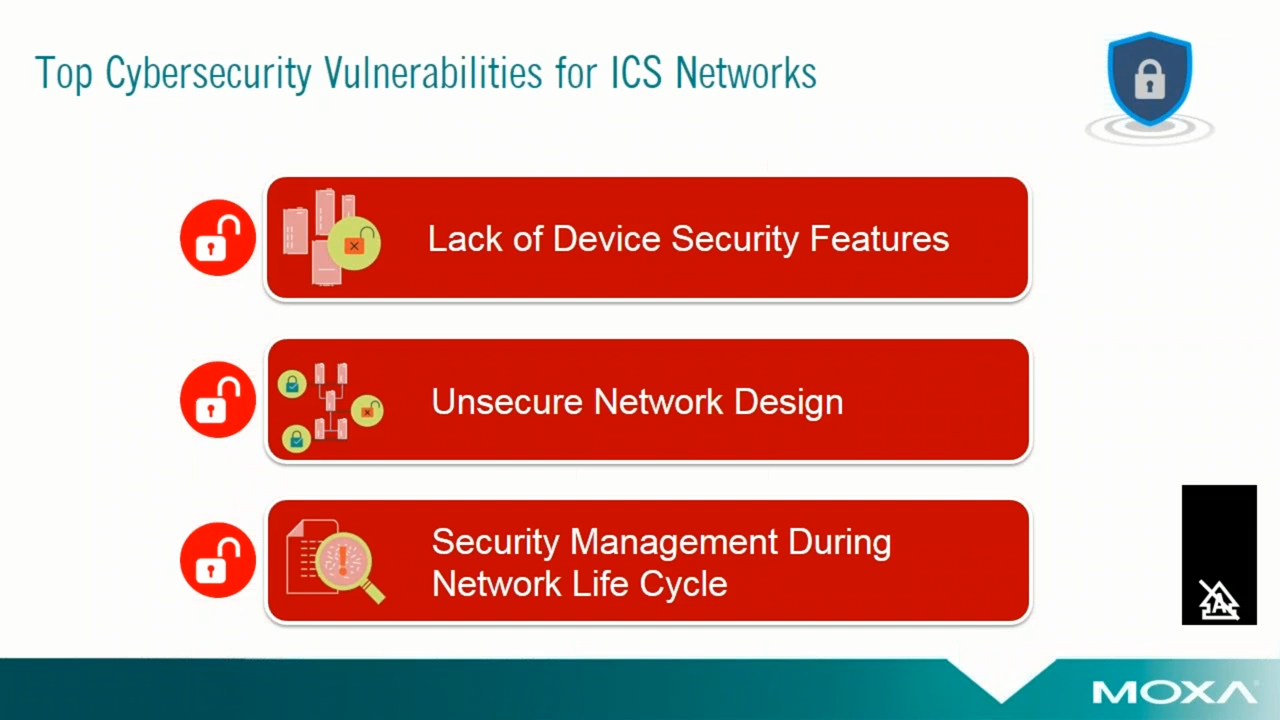 Top Cybersecurity Vulnerabilities for ICS Networks
Lack of Device Security Features
Unsecure Network Design
Security Management During
Network Life Cycle
A
MOXA